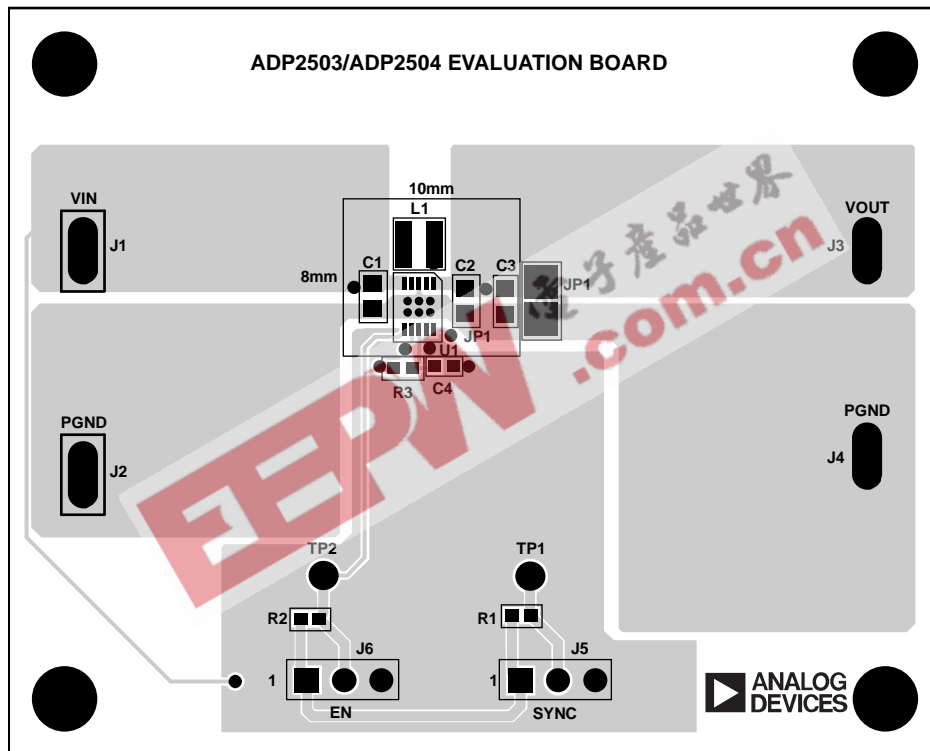 ADP2503/ADP2504 EVALUATION BOARD
10mm
VIN
L1
VOUT
J1
J3
C1
C2
C3
8mm
JP1
JP1
U1
R3
C4
電子產品世界
.com.cn
EEPW
PGND
PGND
J2
J4
TP2
TP1
R2
R1
J6
J5
1
1
EN
SYNC
ANALOG
DEVICES